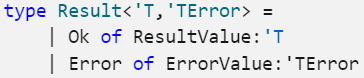 type Result<'T,'TError> =
    | Ok of ResultValue:'T
    | Error of ErrorValue:'TError